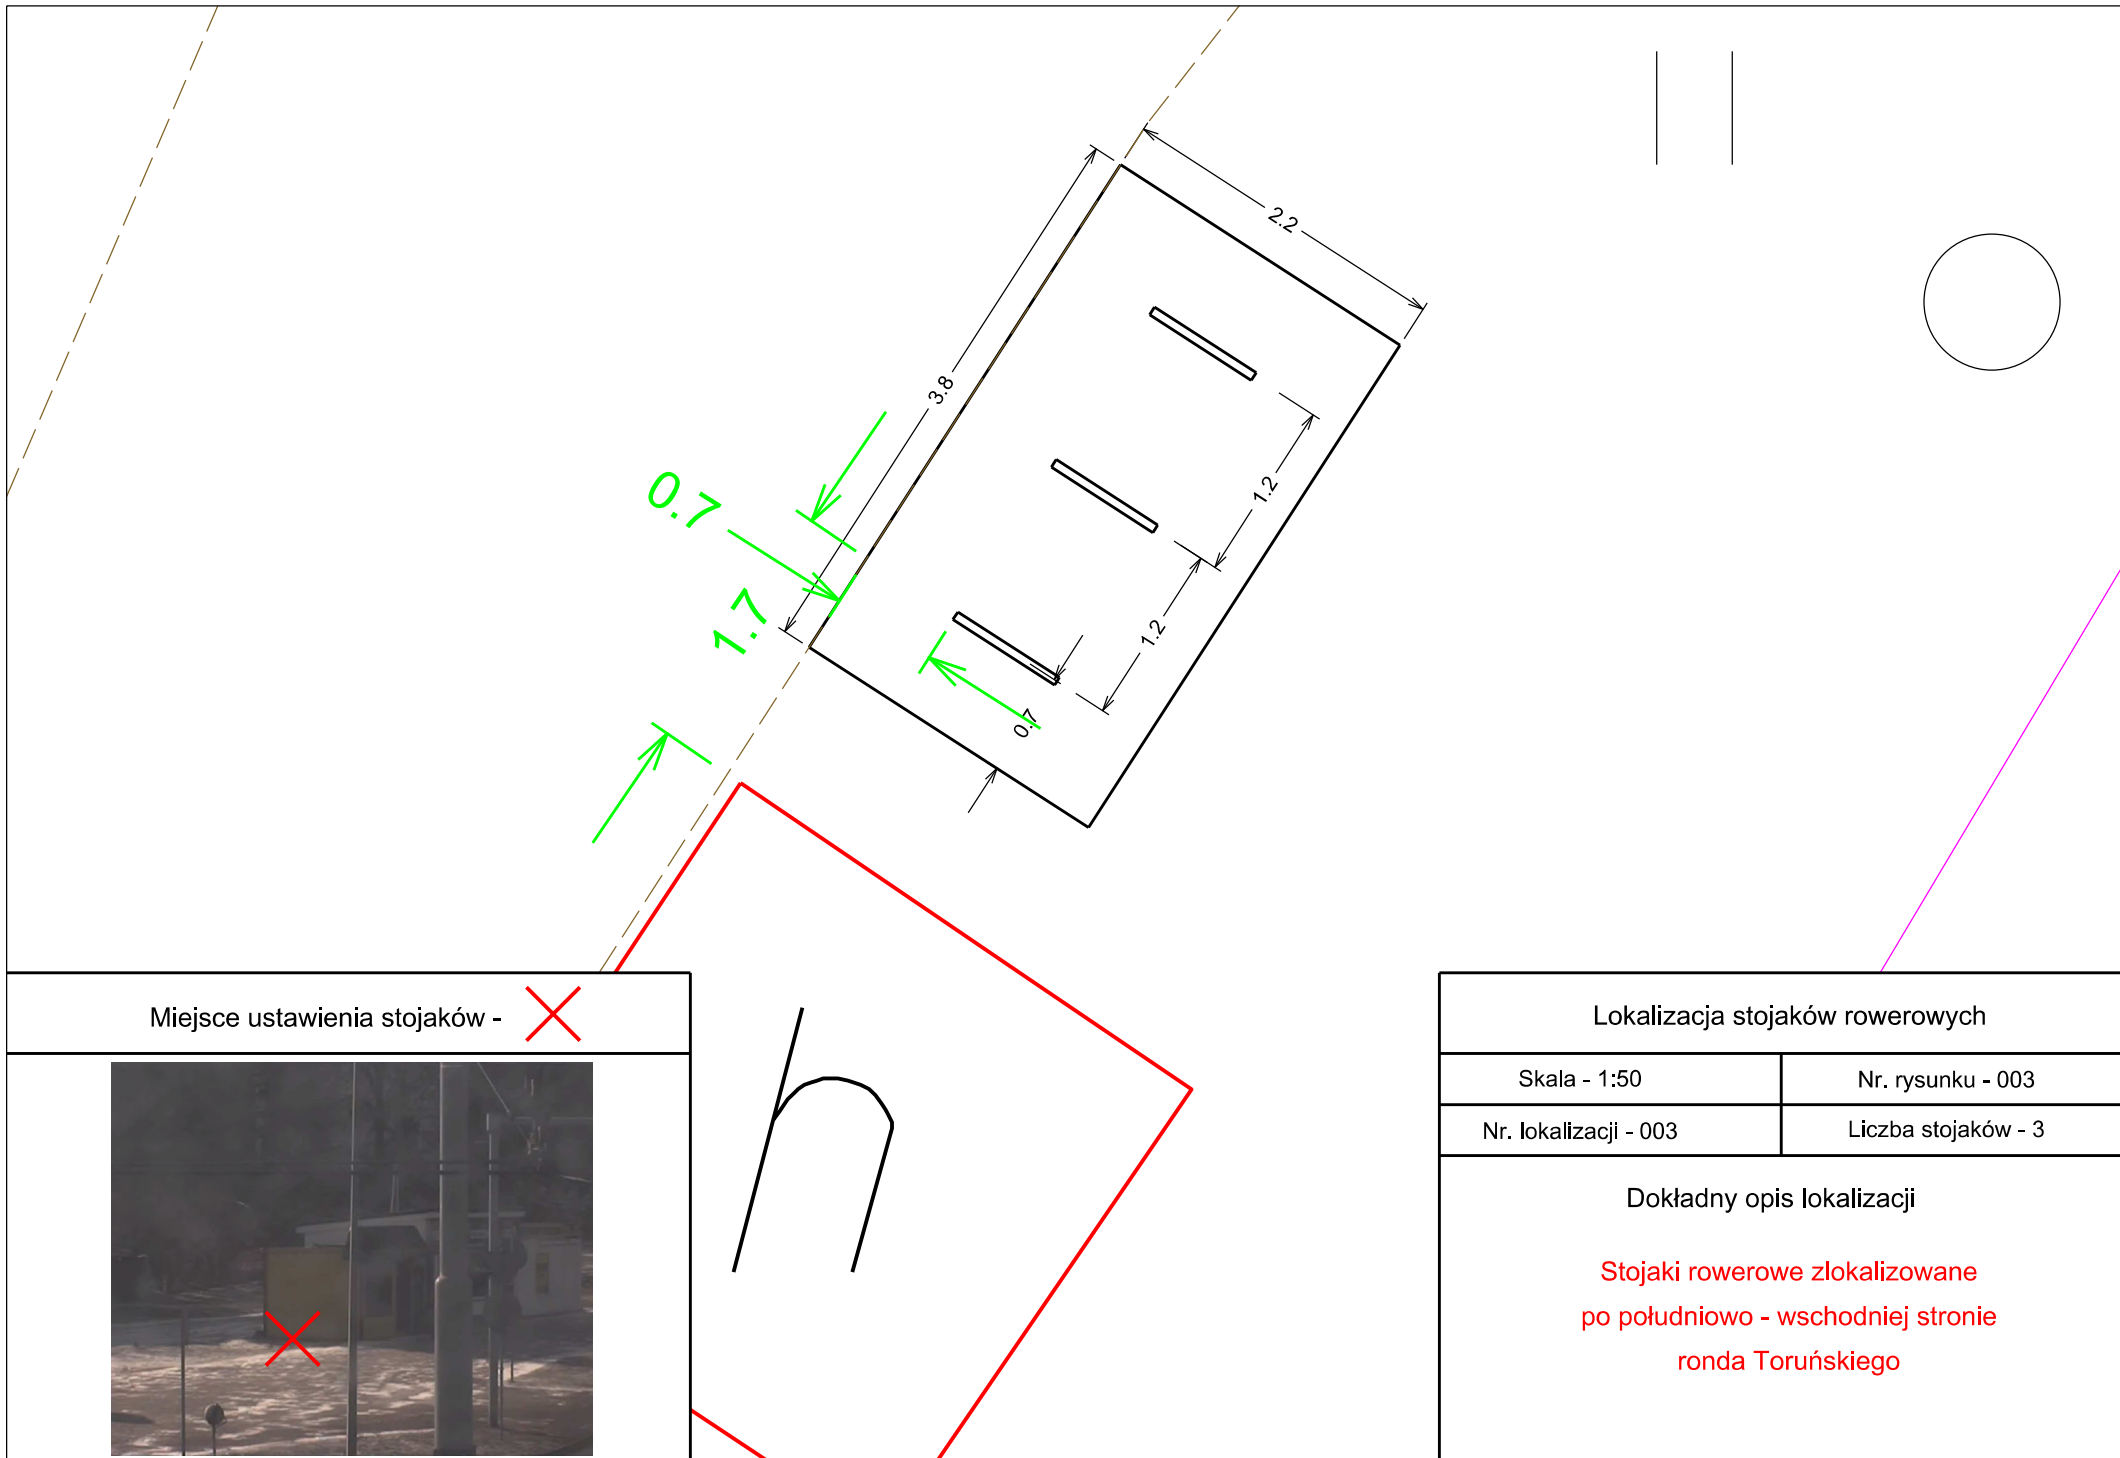 2.2
3.8
0.7
1.2
1.7
1.2
0.7
h
Miejsce ustawienia stojaków -
Lokalizacja stojaków rowerowych
Skala - 1:50
Nr. rysunku - 003
Nr. lokalizacji - 003
Liczba stojaków - 3
Dokładny opis lokalizacji
Stojaki rowerowe zlokalizowane
po południowo - wschodniej stronie
ronda Toruńskiego